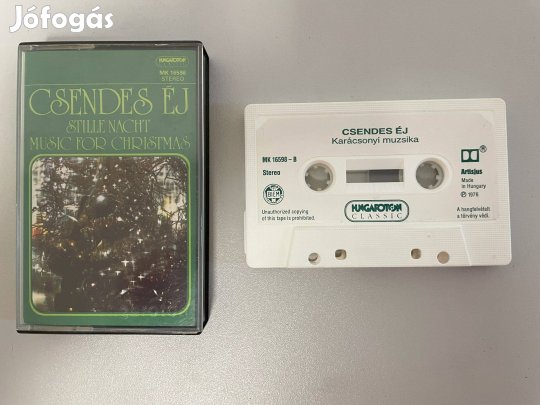 Jófogás
HUNGAROTON
MK 16598
STEREO
CSENDES ÉJ
STILLE NACHT
MUSIC FOR CHRISTMAS
CSENDES ÉJ
Karácsonyi muzsika
MK 16598 – B
Stereo
BIEM
Unauthorized copying
of this tape is prohibited.
HUNGAROTON
CLASSIC
Artisjus
Made
in Hungary
℗ 1976
A hangfelvételt
a törvény védi.